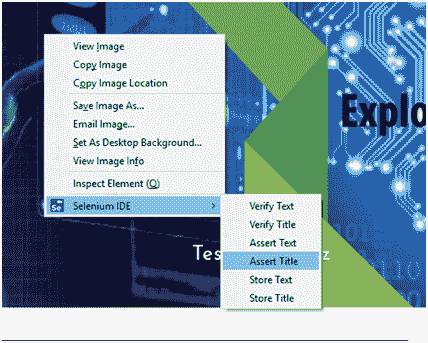 View Image
Copy Image
Copy Image Location
Explo
Save Image As...
Email Image...
Set As Desktop Background...
View Image Info
Inspect Element (Q)
Se Selenium IDE
Verify Text
Verify Title
Assert Text
Tes
z
Assert Title
Store Text
Store Title